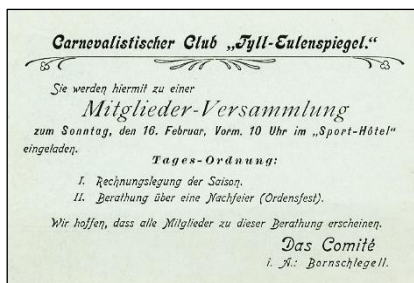 Carnevalistischer Club „Tyll-Eulenspiegel.“
Sie werden hiermit zu einer
Mitglieder-Versammlung
zum Sonntag, den 16. Februar, Vorm. 10 Uhr im „Sport-Hôtel“
eingeladen.
Tages-Ordnung:
I. Rechnungslegung der Saison.
II. Berathung über eine Nachfeier (Ordensfest).
Wir hoffen, dass alle Mitglieder zu dieser Berathung erscheinen.
Das Comité
i. A.: Bornschlegell.